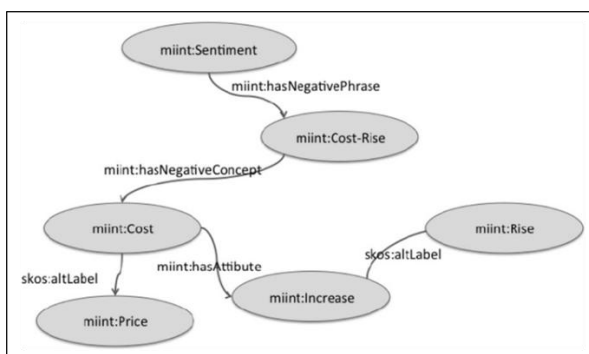 miint:Sentiment
miint:hasNegativePhrase
miint:Cost-Rise
miint:hasNegativeConcept
miint:Cost
miint:Rise
miint:hasAttibute
skos:altLabel
skos:altLabel
miint:Increase
miint:Price